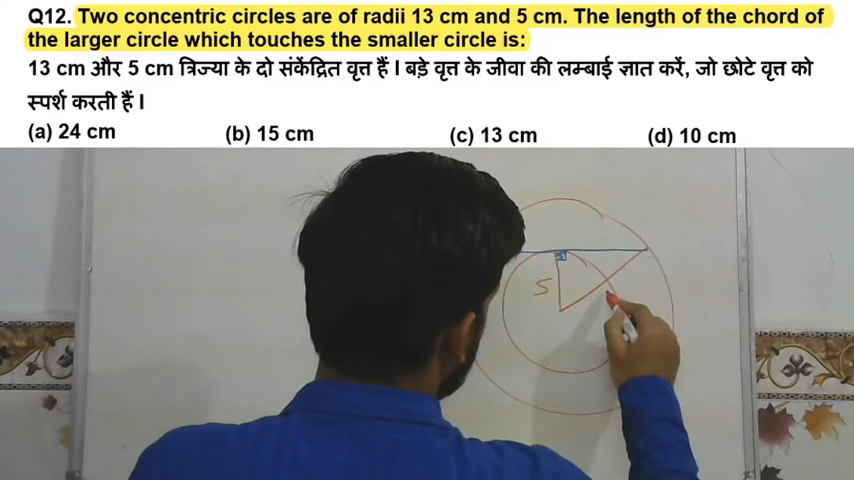 Q12. Two concentric circles are of radii 13 cm and 5 cm. The length of the chord of
the larger circle which touches the smaller circle is:
13 cm और 5 cm त्रिज्या के दो संकेंद्रित वृत्त हैं I बड़े वृत्त के जीवा की लम्बाई ज्ञात करें, जो छोटे वृत्त को
स्पर्श करती हैं I
(a) 24 cm (b) 15 cm (c) 13 cm (d) 10 cm
5